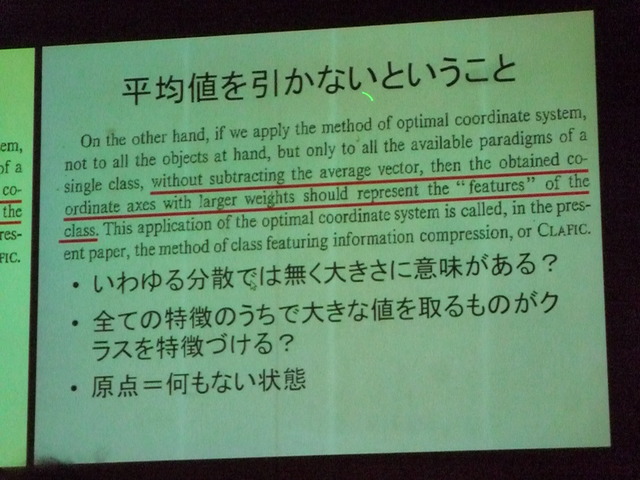 平均値を引かないということ
On the other hand, if we apply the method of optimal coordinate system,
not to all the objects at hand, but only to all the available paradigms of a
single class, without subtracting the average vector, then the obtained co-
ordinate axes with larger weights should represent the “features” of the
class. This application of the optimal coordinate system is called, in the pres-
ent paper, the method of class featuring information compression, or CLAFIC.
• いわゆる分散では無く大きさに意味がある？
• 全ての特徴のうちで大きな値を取るものがク
ラスを特徴づける？
• 原点＝何もない状態
em,
of a
co-
the
res-
FIC.